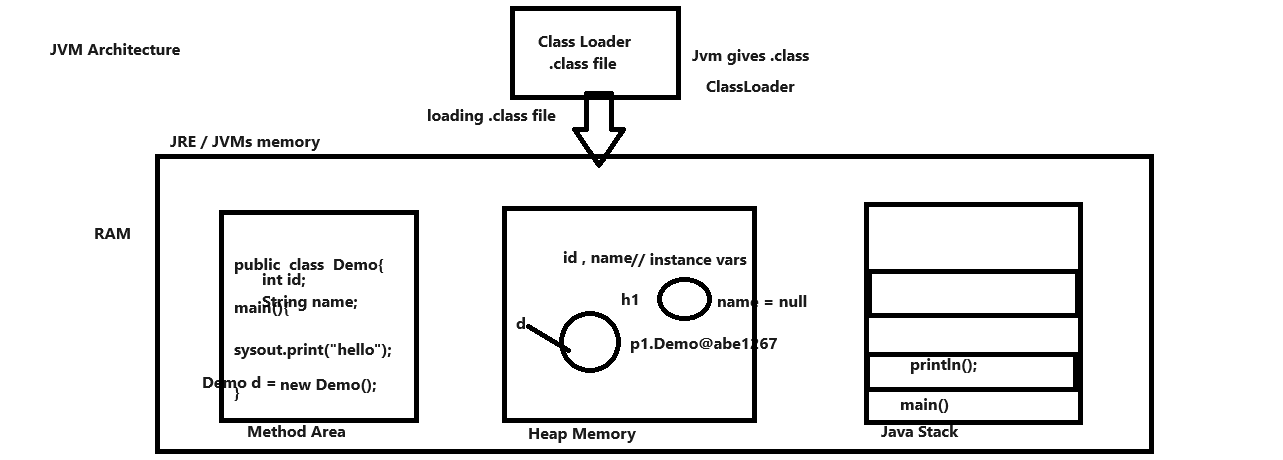 JVM Architecture
Class Loader
.class file
Jvm gives .class
ClassLoader
loading .class file
JRE / JVMs memory
RAM
public class Demo{
int id;
String name;
main(){
sysout.print("hello");
Demo d = new Demo();
}
Method Area
id , name// instance vars
h1
name = null
d
p1.Demo@abe1267
Heap Memory
println();
main()
Java Stack